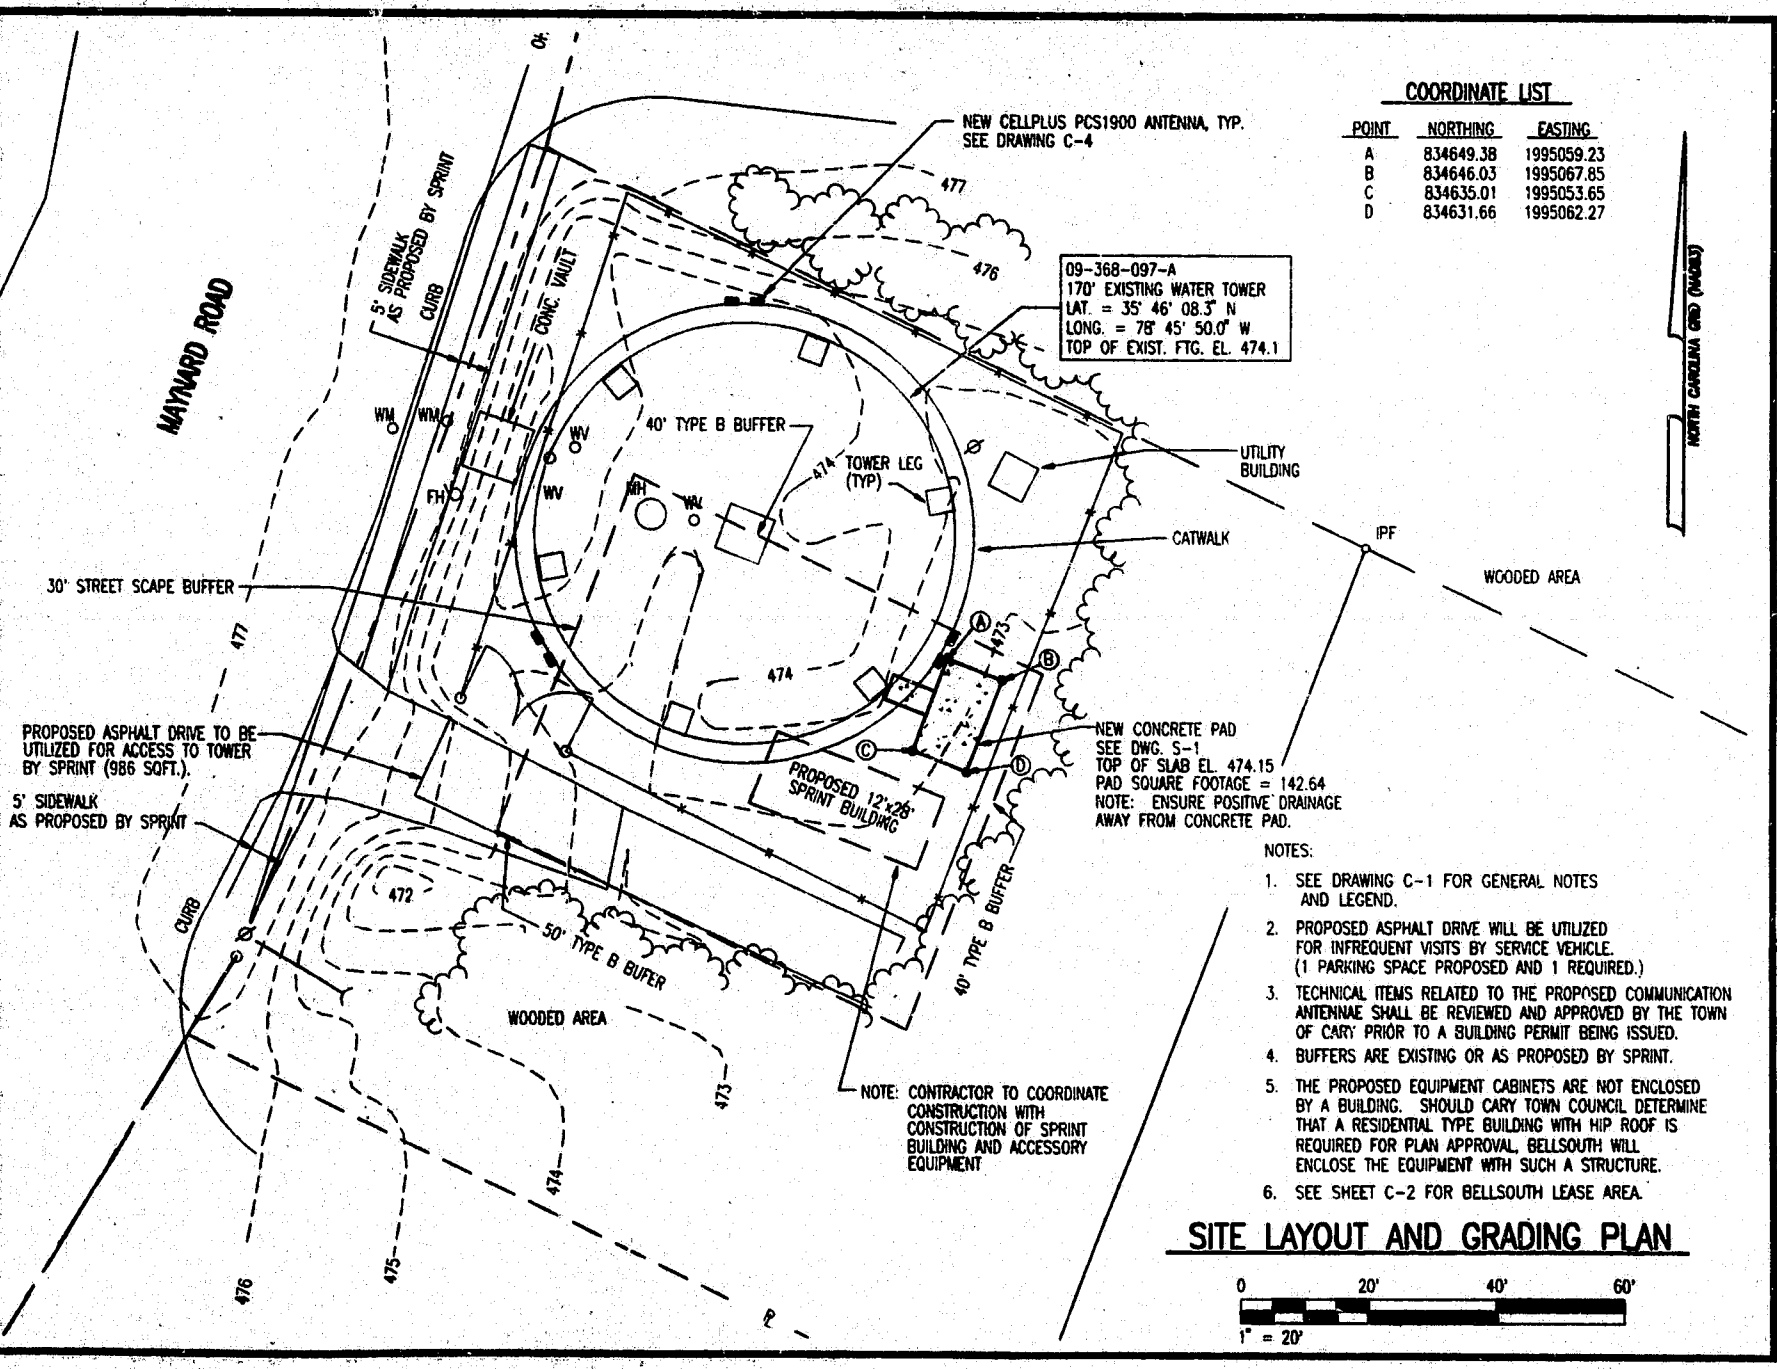 OH
COORDINATE LIST
POINT NORTHING EASTING
A 834649.38 1995059.23
B 834646.03 1995067.85
C 834635.01 1995053.65
D 834631.66 1995062.27
NORTH CAROLINA GRID (NAD83)
NEW CELLPLUS PCS1900 ANTENNA, TYP.
SEE DRAWING C-4
477
476
09-368-097-A
170' EXISTING WATER TOWER
LAT. = 35° 46' 08.3" N
LONG. = 78° 45' 50.0" W
TOP OF EXIST. FTG. EL. 474.1
5' SIDEWALK
AS PROPOSED BY SPRINT
CURB
CONC. VAULT
MAYNARD ROAD
WM
WM
WV
WV
FH
MH
WV
40' TYPE B BUFFER
474
TOWER LEG
(TYP)
UTILITY
BUILDING
CATWALK
IPF
WOODED AREA
30' STREET SCAPE BUFFER
477
474
473
A
B
C
D
NEW CONCRETE PAD
SEE DWG. S-1
TOP OF SLAB EL. 474.15
PAD SQUARE FOOTAGE = 142.64
NOTE: ENSURE POSITIVE DRAINAGE
AWAY FROM CONCRETE PAD.
PROPOSED 12'x28'
SPRINT BUILDING
PROPOSED ASPHALT DRIVE TO BE
UTILIZED FOR ACCESS TO TOWER
BY SPRINT (986 SQFT.).
5' SIDEWALK
AS PROPOSED BY SPRINT
CURB
472
50' TYPE B BUFER
40' TYPE B BUFFER
WOODED AREA
473
474
475
476
NOTE: CONTRACTOR TO COORDINATE
CONSTRUCTION WITH
CONSTRUCTION OF SPRINT
BUILDING AND ACCESSORY
EQUIPMENT
NOTES:
1. SEE DRAWING C-1 FOR GENERAL NOTES
AND LEGEND.
2. PROPOSED ASPHALT DRIVE WILL BE UTILIZED
FOR INFREQUENT VISITS BY SERVICE VEHICLE.
(1 PARKING SPACE PROPOSED AND 1 REQUIRED.)
3. TECHNICAL ITEMS RELATED TO THE PROPOSED COMMUNICATION
ANTENNAE SHALL BE REVIEWED AND APPROVED BY THE TOWN
OF CARY PRIOR TO A BUILDING PERMIT BEING ISSUED.
4. BUFFERS ARE EXISTING OR AS PROPOSED BY SPRINT.
5. THE PROPOSED EQUIPMENT CABINETS ARE NOT ENCLOSED
BY A BUILDING. SHOULD CARY TOWN COUNCIL DETERMINE
THAT A RESIDENTIAL TYPE BUILDING WITH HIP ROOF IS
REQUIRED FOR PLAN APPROVAL, BELLSOUTH WILL
ENCLOSE THE EQUIPMENT WITH SUCH A STRUCTURE.
6. SEE SHEET C-2 FOR BELLSOUTH LEASE AREA.
SITE LAYOUT AND GRADING PLAN
0 20' 40' 60'
1" = 20'
PL